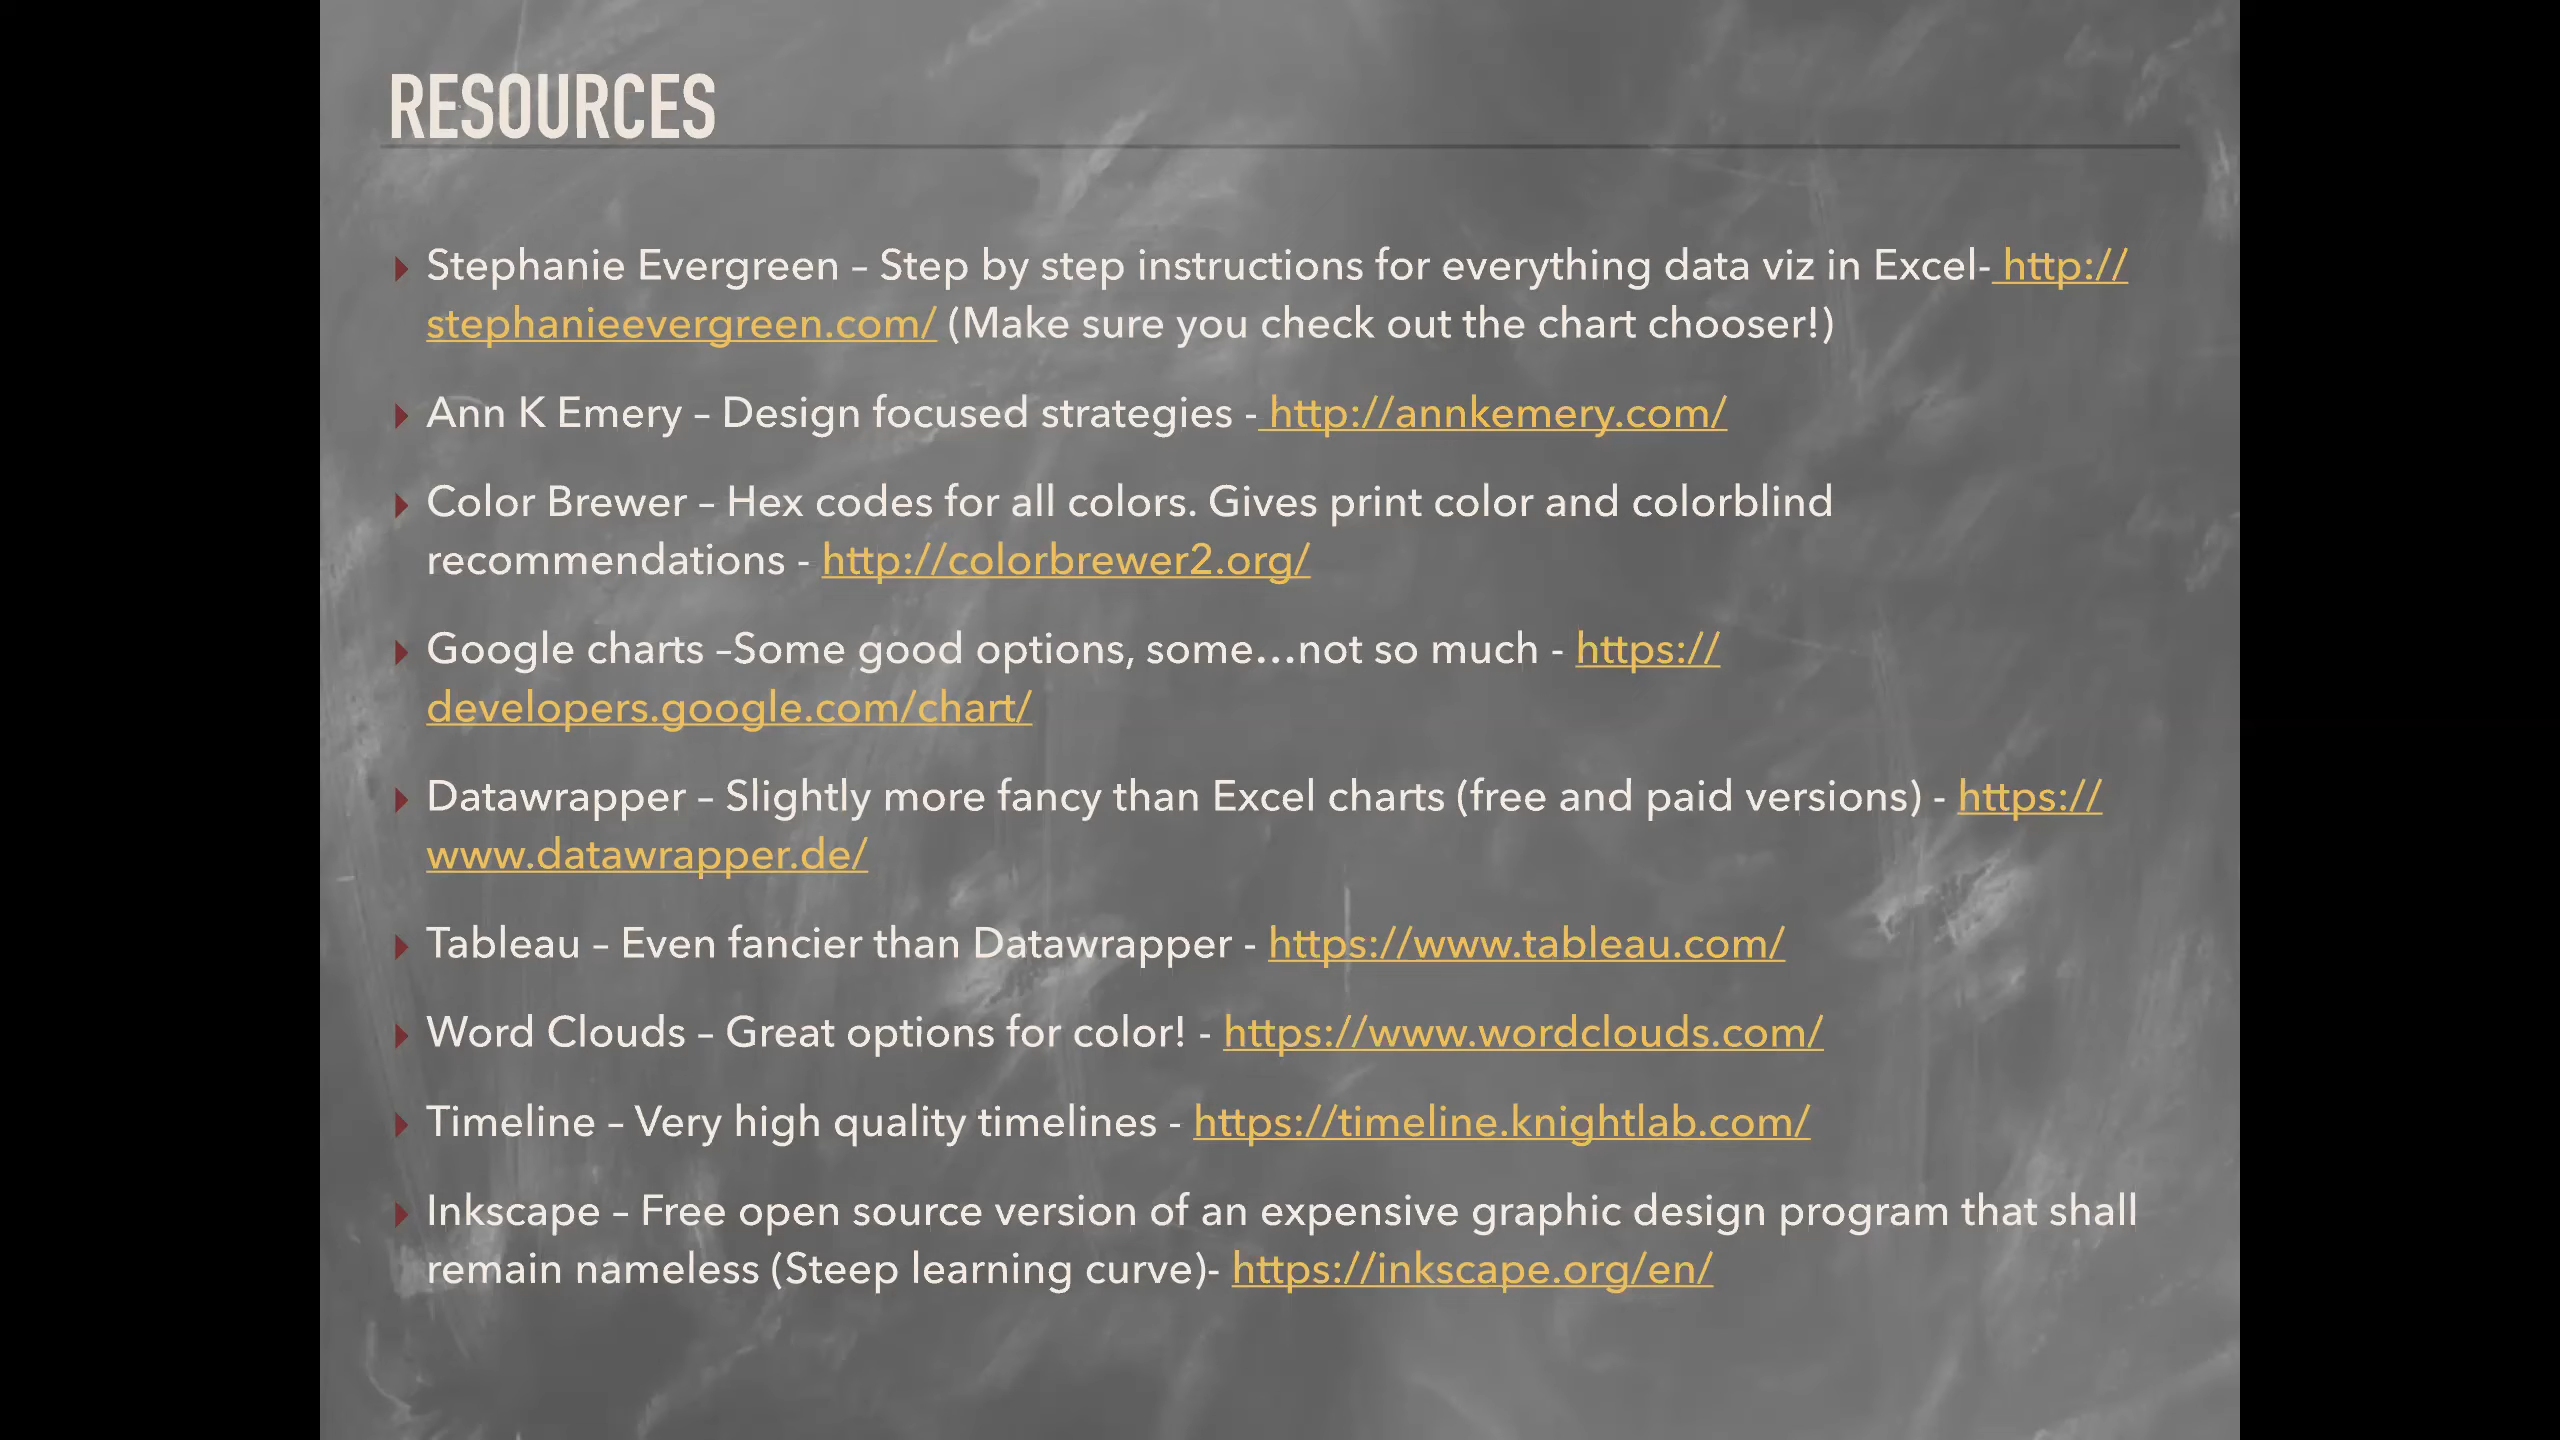 RESOURCES
Stephanie Evergreen – Step by step instructions for everything data viz in Excel- http://
stephanieevergreen.com/ (Make sure you check out the chart chooser!)
Ann K Emery – Design focused strategies - http://annkemery.com/
Color Brewer – Hex codes for all colors. Gives print color and colorblind
recommendations - http://colorbrewer2.org/
Google charts –Some good options, some…not so much - https://
developers.google.com/chart/
Datawrapper – Slightly more fancy than Excel charts (free and paid versions) - https://
www.datawrapper.de/
Tableau – Even fancier than Datawrapper - https://www.tableau.com/
Word Clouds – Great options for color! - https://www.wordclouds.com/
Timeline – Very high quality timelines - https://timeline.knightlab.com/
Inkscape – Free open source version of an expensive graphic design program that shall
remain nameless (Steep learning curve)- https://inkscape.org/en/